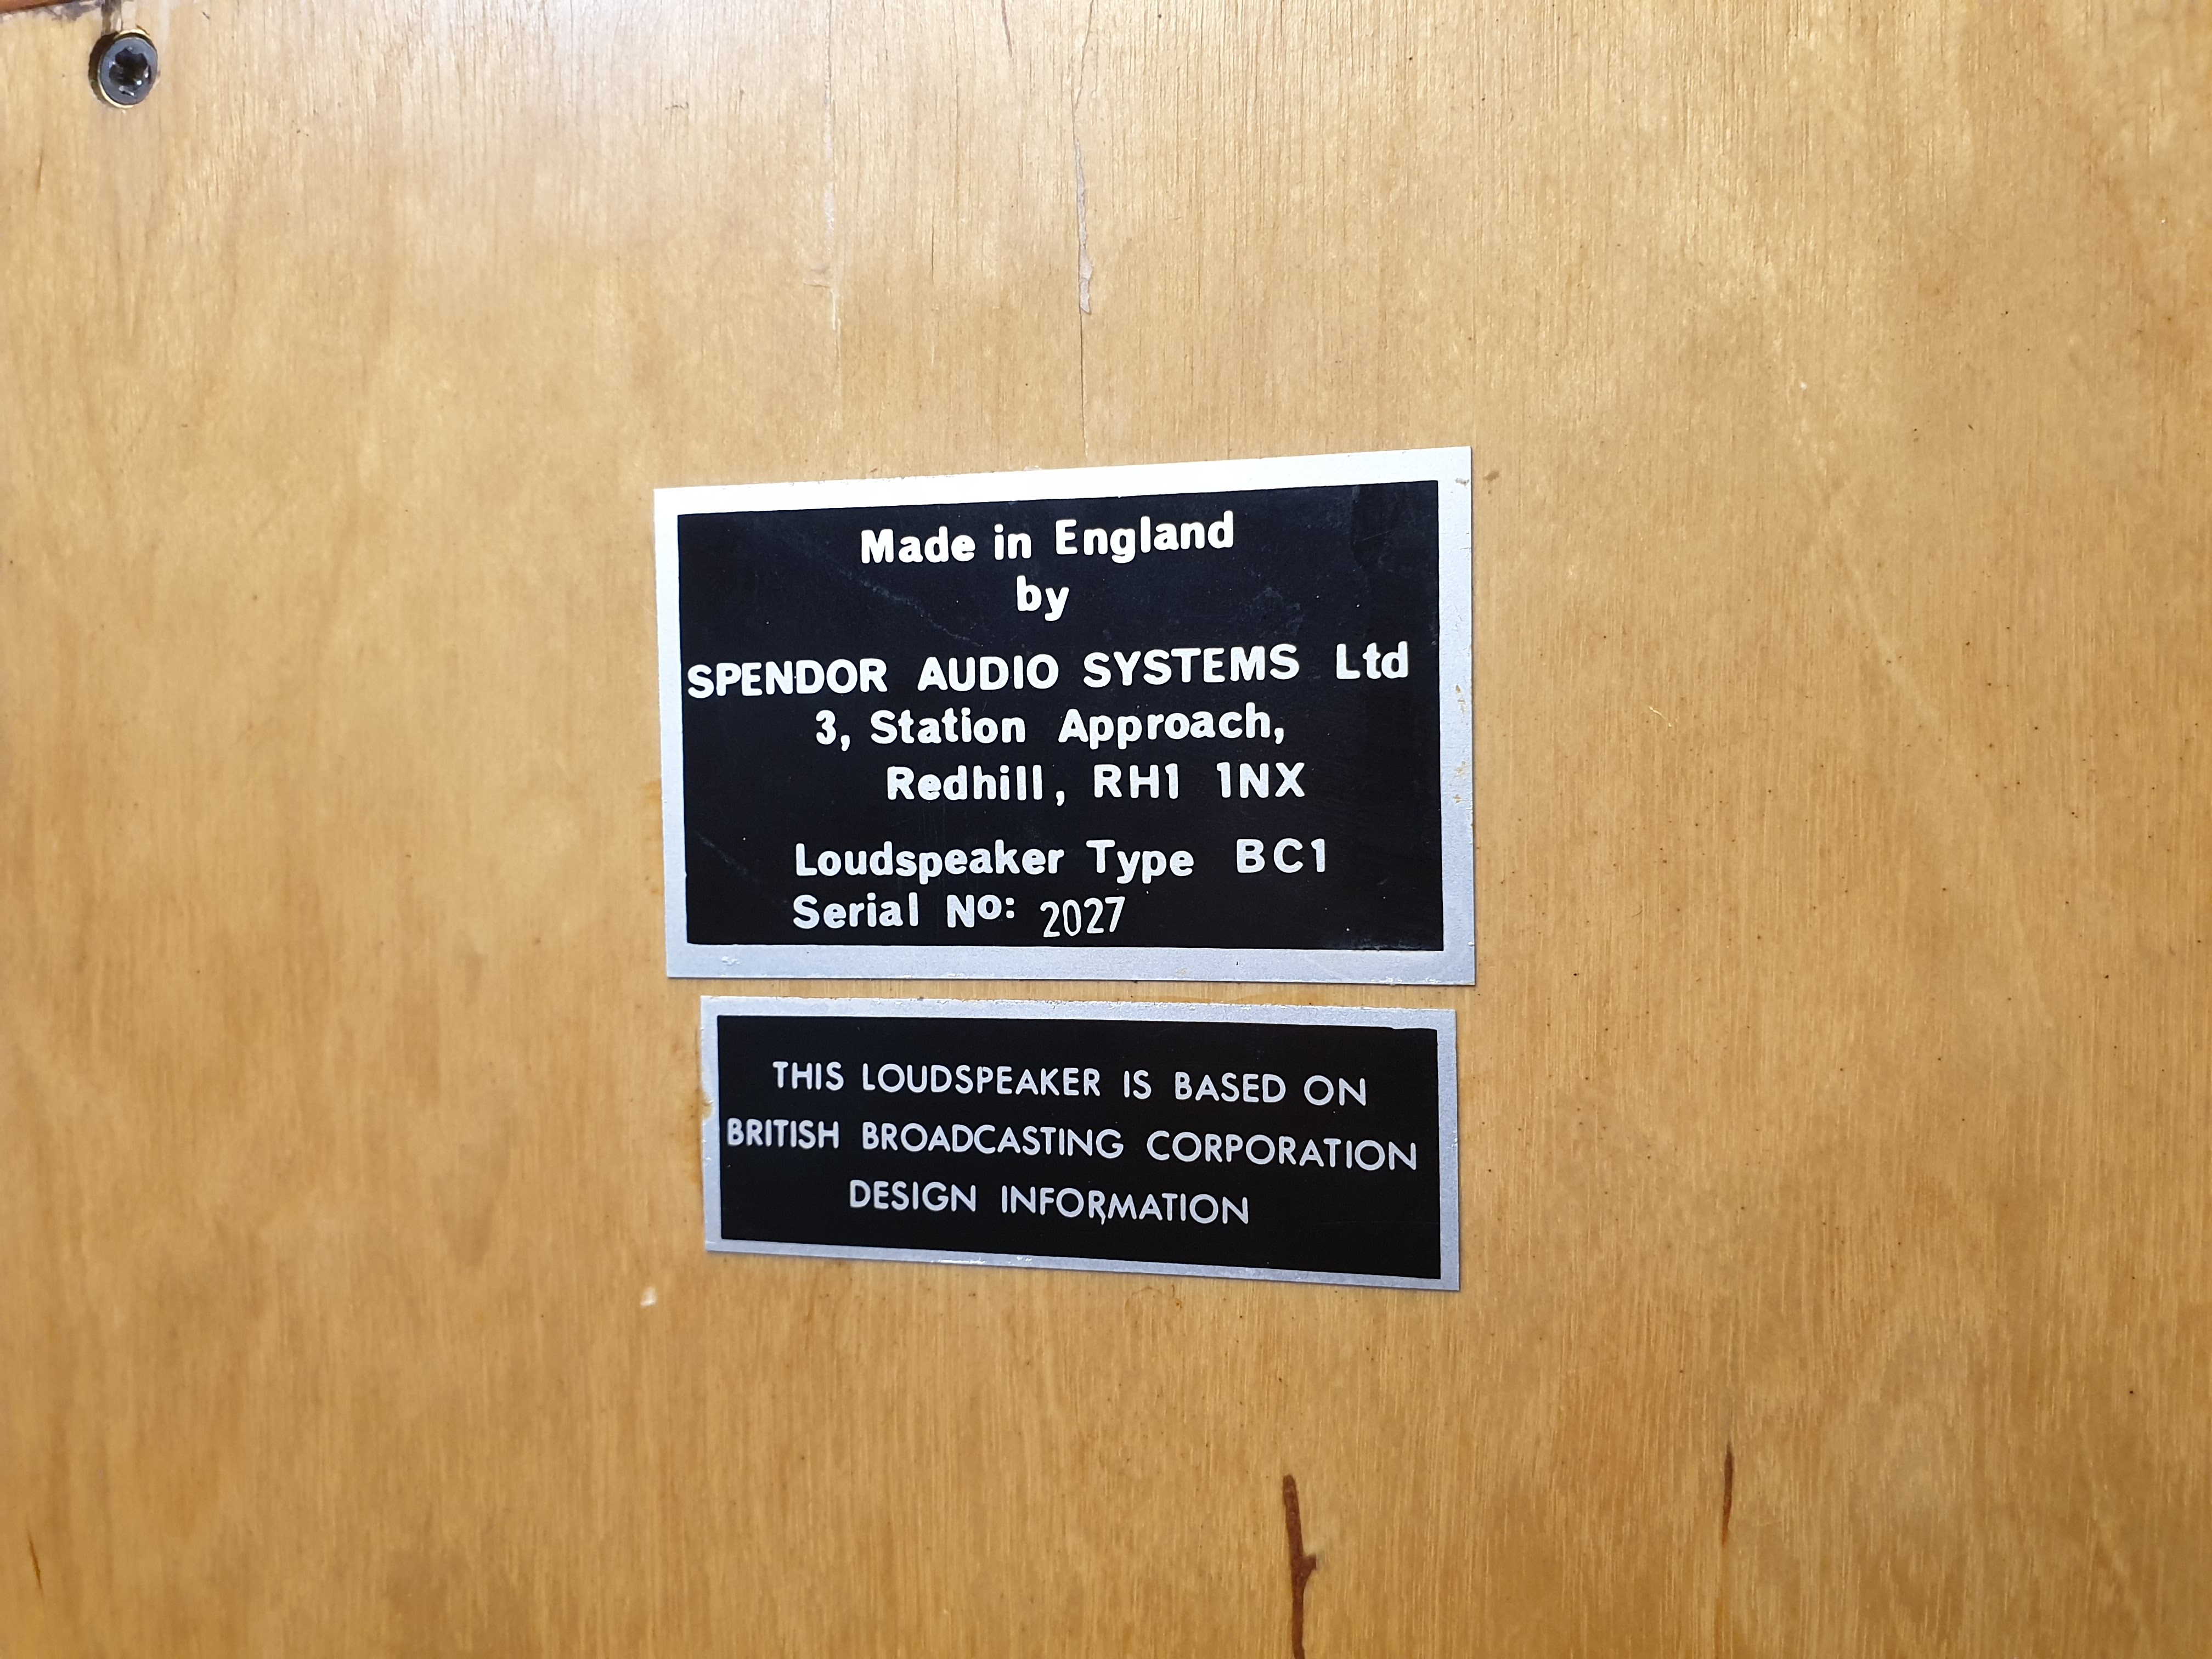 Made in England
by
SPENDOR AUDIO SYSTEMS Ltd
3, Station Approach,
Redhill, RH1 1NX
Loudspeaker Type BC1
Serial No: 2027
THIS LOUDSPEAKER IS BASED ON
BRITISH BROADCASTING CORPORATION
DESIGN INFORMATION